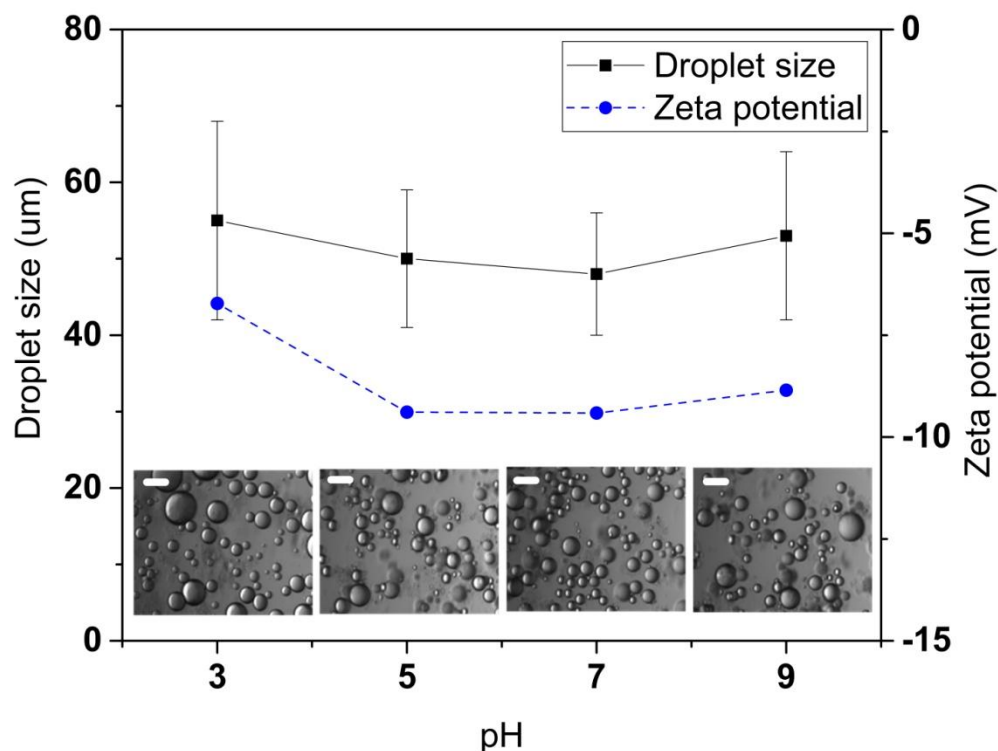 80
60
40
20
0
Droplet size (um)
Droplet size
Zeta potential
0
-5
-10
-15
Zeta potential (mV)
3 5 7 9
pH